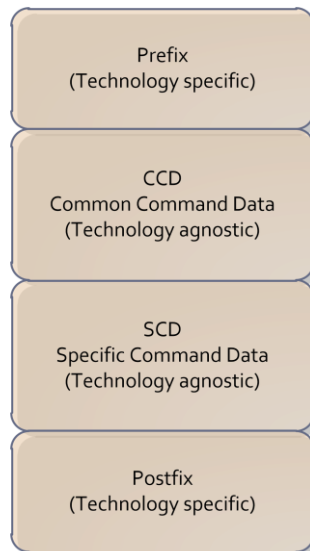 Prefix
(Technology specific)
CCD
Common Command Data
(Technology agnostic)
SCD
Specific Command Data
(Technology agnostic)
Postfix
(Technology specific)